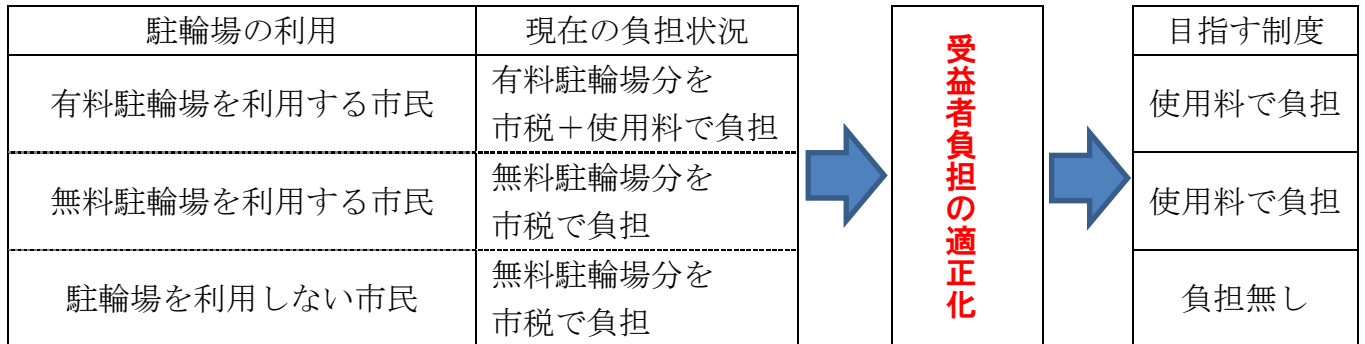 駐輪場の利用
現在の負担状況
有料駐輪場を利用する市民
有料駐輪場分を
市税＋使用料で負担
無料駐輪場を利用する市民
無料駐輪場分を
市税で負担
駐輪場を利用しない市民
無料駐輪場分を
市税で負担
受益者負担の適正化
目指す制度
使用料で負担
使用料で負担
負担無し